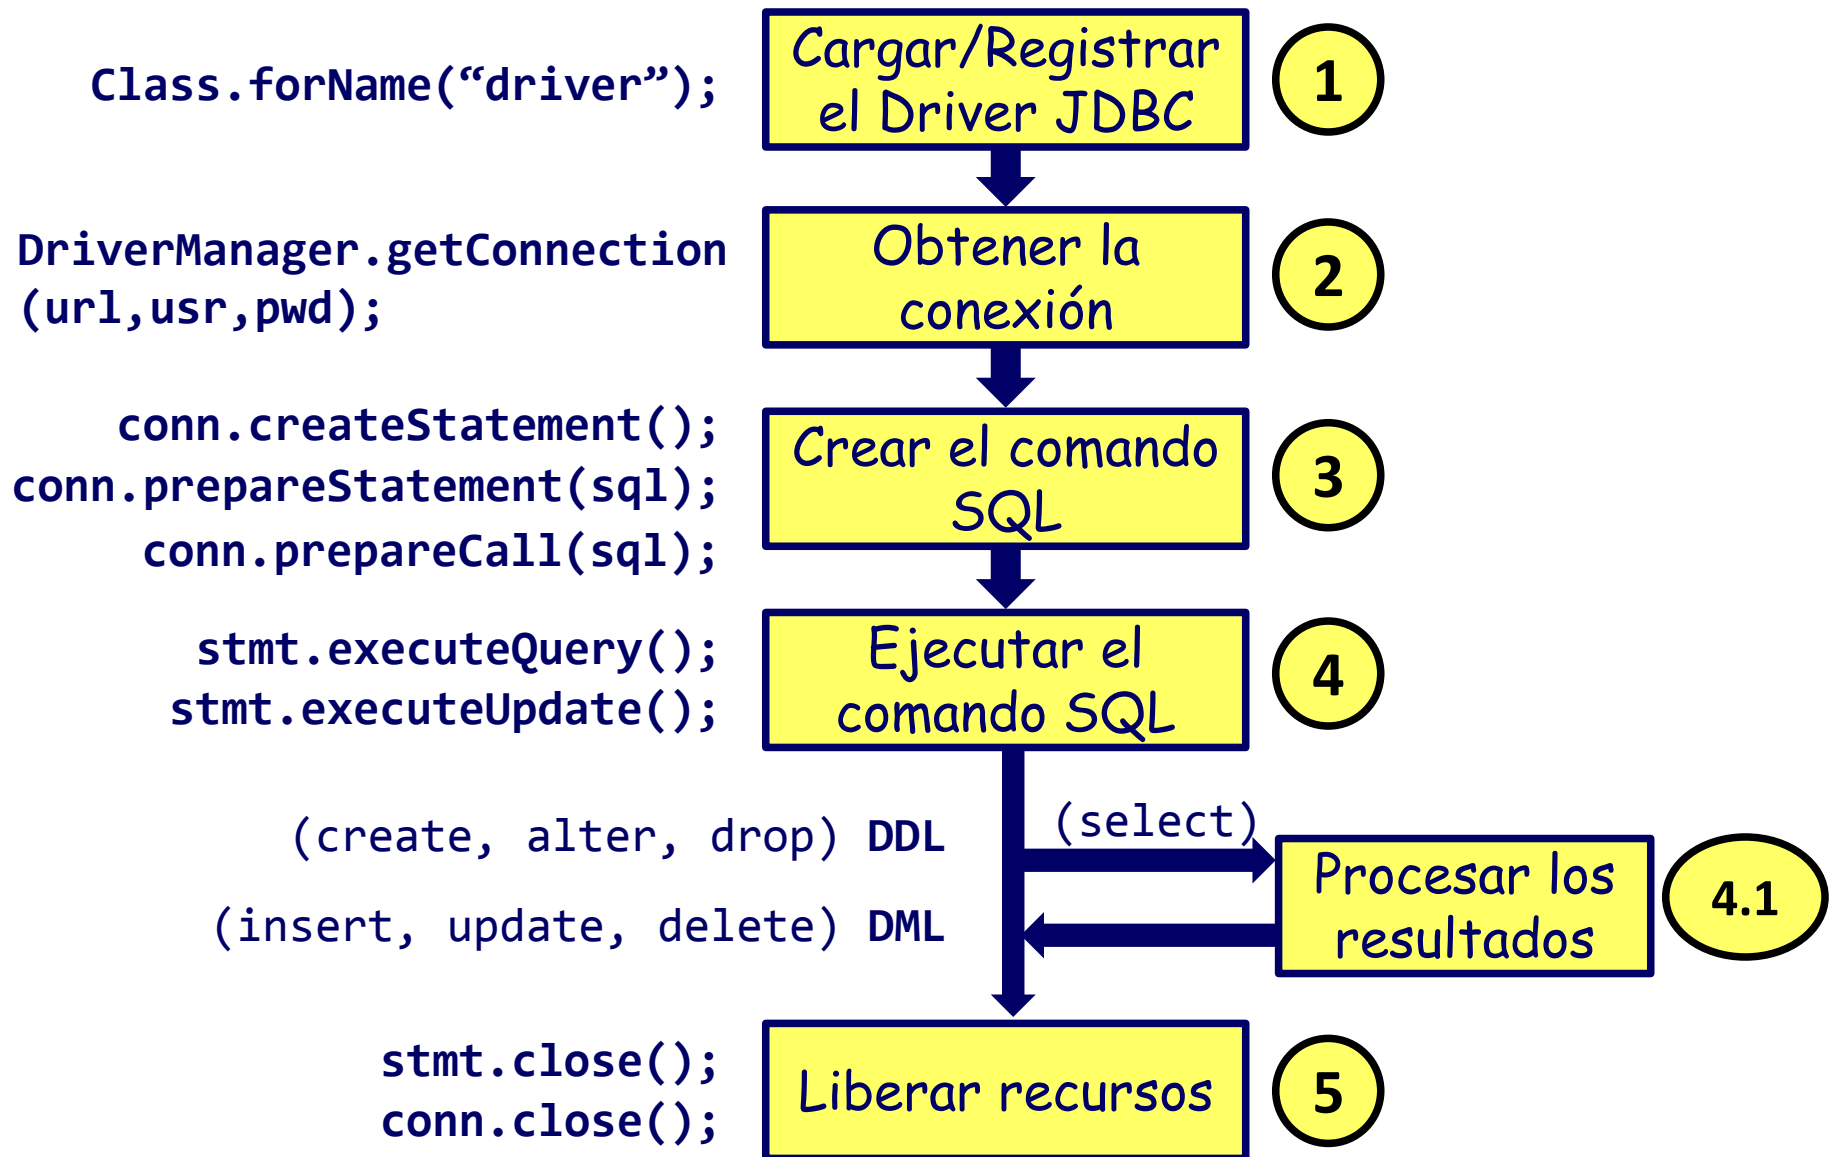 Class.forName(“driver”);
Cargar/Registrar
el Driver JDBC
1
DriverManager.getConnection
(url,usr,pwd);
Obtener la
conexión
2
conn.createStatement();
conn.prepareStatement(sql);
conn.prepareCall(sql);
Crear el comando
SQL
3
stmt.executeQuery();
stmt.executeUpdate();
Ejecutar el
comando SQL
4
(create, alter, drop) DDL
(select)
(insert, update, delete) DML
Procesar los
resultados
4.1
stmt.close();
conn.close();
Liberar recursos
5